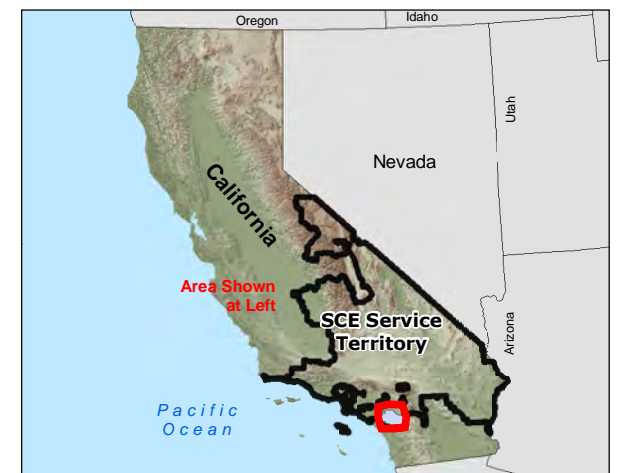 Oregon
Idaho
Utah
Nevada
California
Area Shown
at Left
SCE Service
Territory
Arizona
Pacific
Ocean